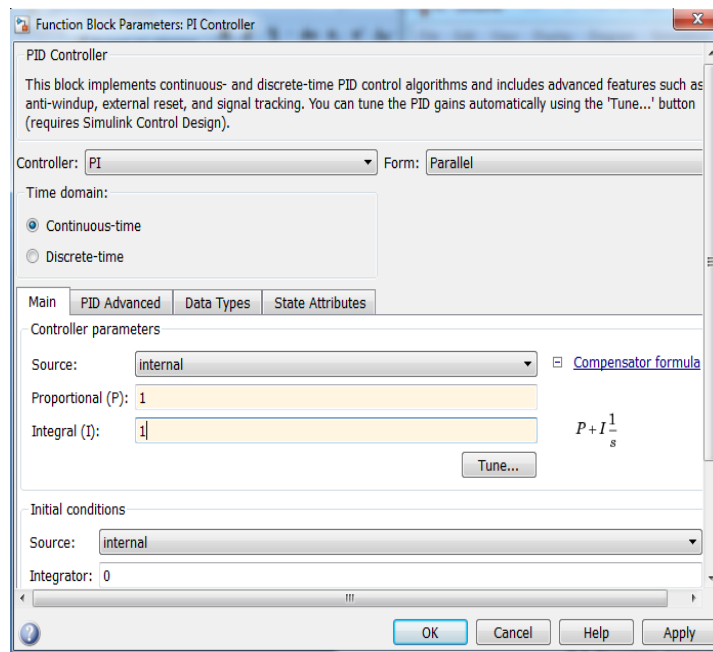 Function Block Parameters: PI Controller
PID Controller
This block implements continuous- and discrete-time PID control algorithms and includes advanced features such as
anti-windup, external reset, and signal tracking. You can tune the PID gains automatically using the 'Tune...' button
(requires Simulink Control Design).
Controller: PI Form: Parallel
Time domain:
Continuous-time
Discrete-time
Main PID Advanced Data Types State Attributes
Controller parameters
Source: internal Compensator formula
Proportional (P): 1
Integral (I): 1
P+I\frac{1}{s}
Tune...
Initial conditions
Source: internal
Integrator: 0
OK Cancel Help Apply